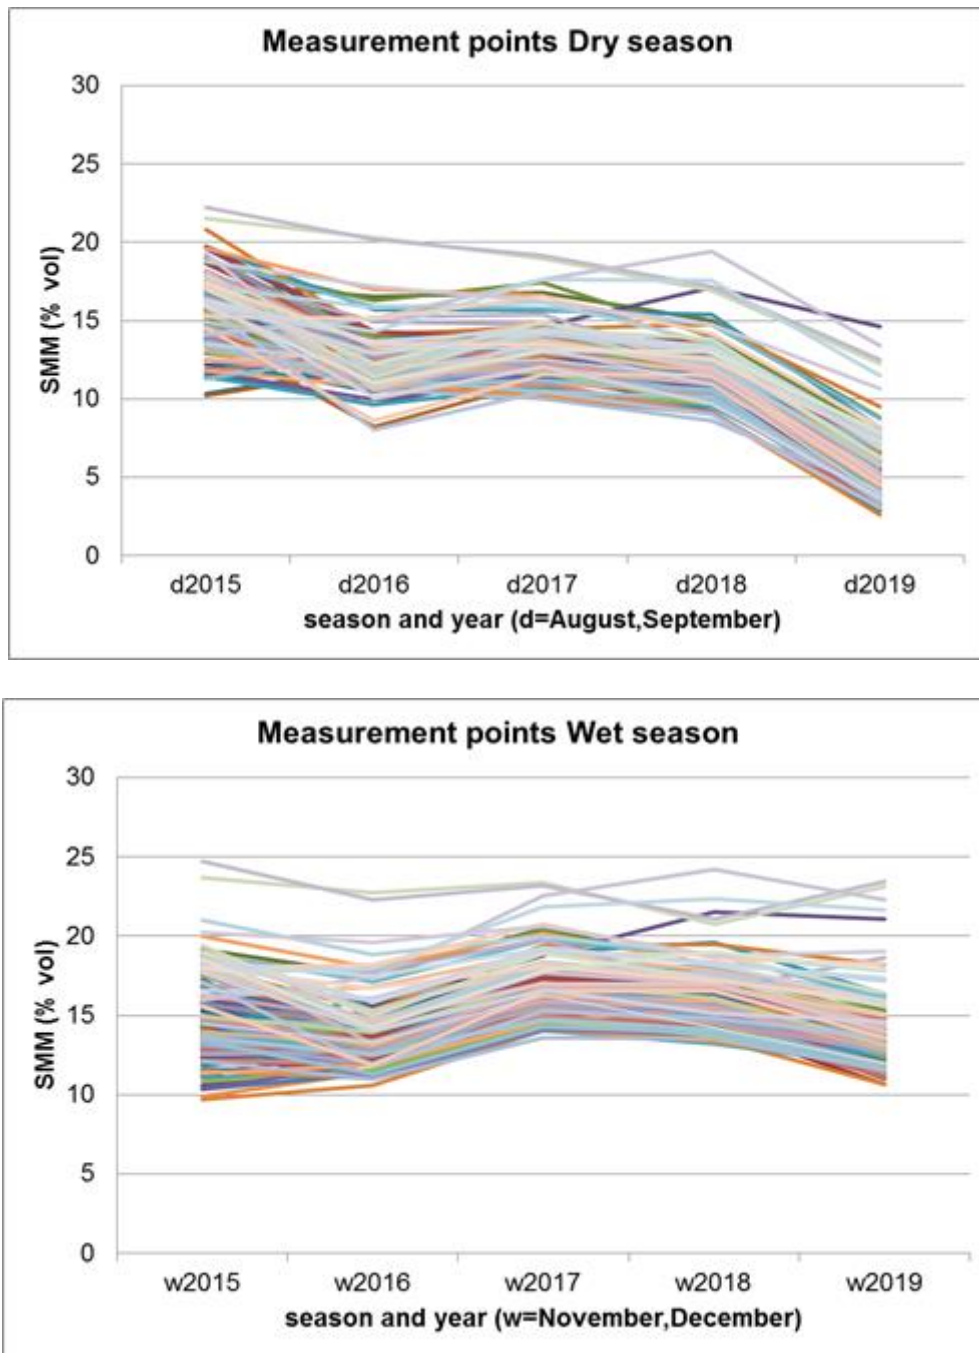 Measurement points Dry season
30
25
20
15
10
5
0
SMM (% vol)
d2015 d2016 d2017 d2018 d2019
season and year (d=August,September)
Measurement points Wet season
30
25
20
15
10
5
0
SMM (% vol)
w2015 w2016 w2017 w2018 w2019
season and year (w=November,December)